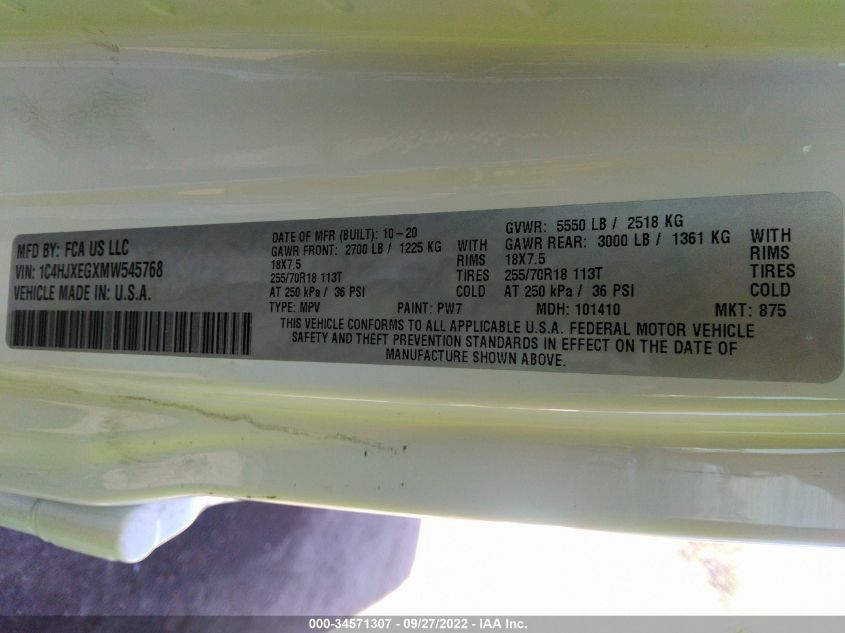 MFD BY: FCA US LLC
VIN: 1C4HJXEGXMW545768
VEHICLE MADE IN: U.S.A.
DATE OF MFR (BUILT): 10-20
GAWR FRONT: 2700 LB / 1225 KG WITH
18X7.5 RIMS
255/70R18 113T TIRES
AT 250 kPa / 36 PSI COLD
GVWR: 5550 LB / 2518 KG
GAWR REAR: 3000 LB / 1361 KG WITH
18X7.5 RIMS
255/70R18 113T TIRES
AT 250 kPa / 36 PSI COLD
TYPE: MPV PAINT: PW7 MDH: 101410 MKT: 875
THIS VEHICLE CONFORMS TO ALL APPLICABLE U.S.A. FEDERAL MOTOR VEHICLE
SAFETY AND THEFT PREVENTION STANDARDS IN EFFECT ON THE DATE OF
MANUFACTURE SHOWN ABOVE.
000-34571307 - 09/27/2022 - IAA Inc.